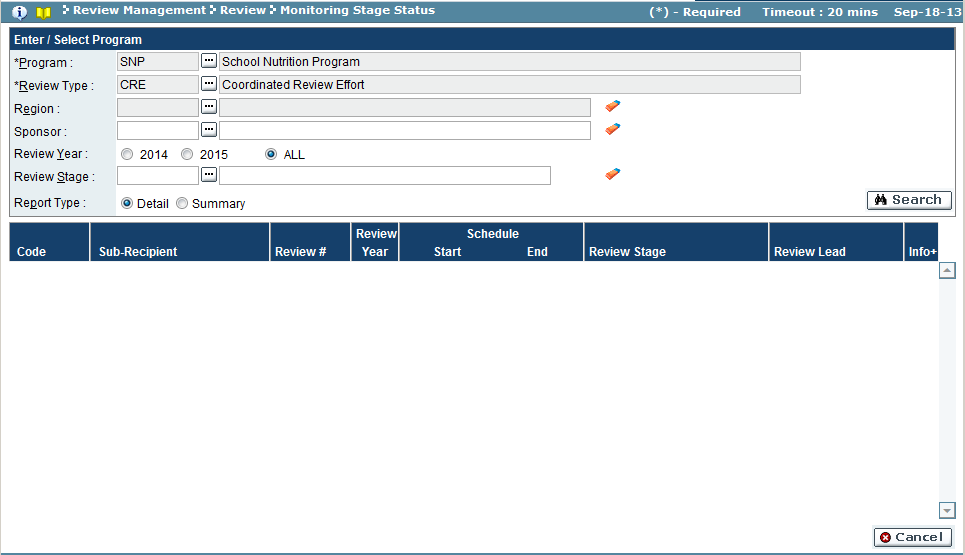 Review Management Review Monitoring Stage Status (*) - Required Timeout : 20 mins Sep-18-13
Enter / Select Program
*Program : SNP ... School Nutrition Program
*Review Type : CRE ... Coordinated Review Effort
Region : ...
Sponsor : ...
Review Year : 2014 2015 ALL
Review Stage : ...
Report Type : Detail Summary Search
Review Schedule
Code Sub-Recipient Review # Year Start End Review Stage Review Lead Info+
Cancel